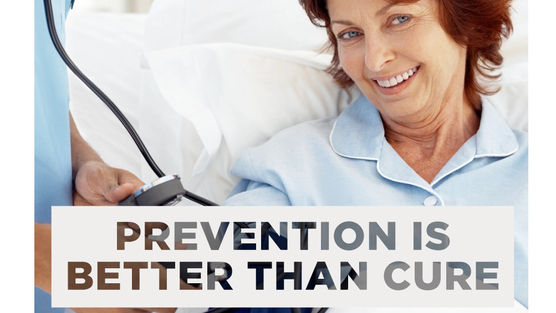 PREVENTION IS
BETTER THAN CURE